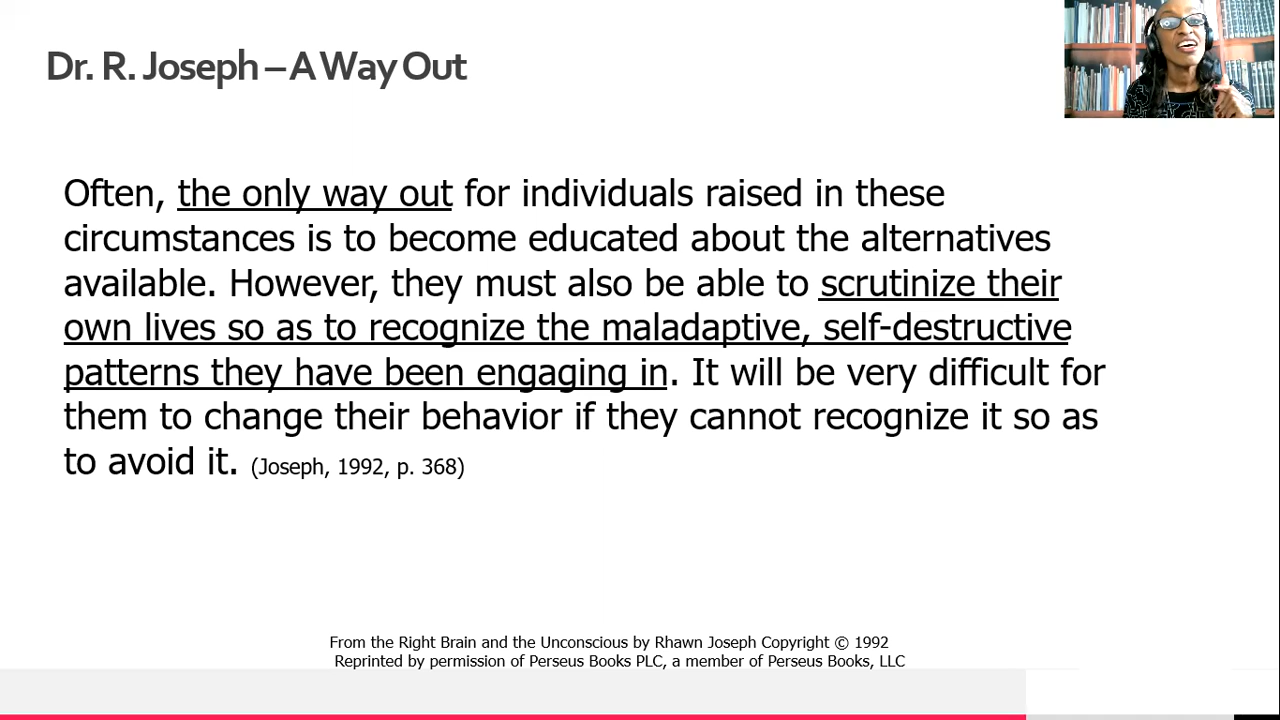 Dr. R. Joseph – A Way Out
Often, the only way out for individuals raised in these
circumstances is to become educated about the alternatives
available. However, they must also be able to scrutinize their
own lives so as to recognize the maladaptive, self-destructive
patterns they have been engaging in. It will be very difficult for
them to change their behavior if they cannot recognize it so as
to avoid it. (Joseph, 1992, p. 368)
From the Right Brain and the Unconscious by Rhawn Joseph Copyright © 1992
Reprinted by permission of Perseus Books PLC, a member of Perseus Books, LLC